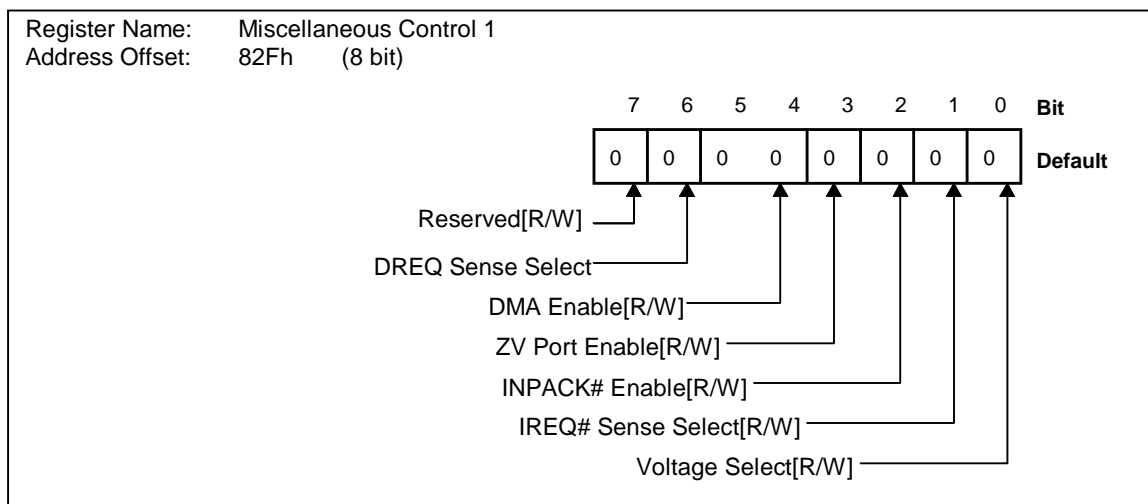 Register Name: Miscellaneous Control 1
Address Offset: 82Fh (8 bit)
7 6 5 4 3 2 1 0 Bit
0 0 0 0 0 0 0 0 Default
Reserved[R/W]
DREQ Sense Select
DMA Enable[R/W]
ZV Port Enable[R/W]
INPACK# Enable[R/W]
IREQ# Sense Select[R/W]
Voltage Select[R/W]